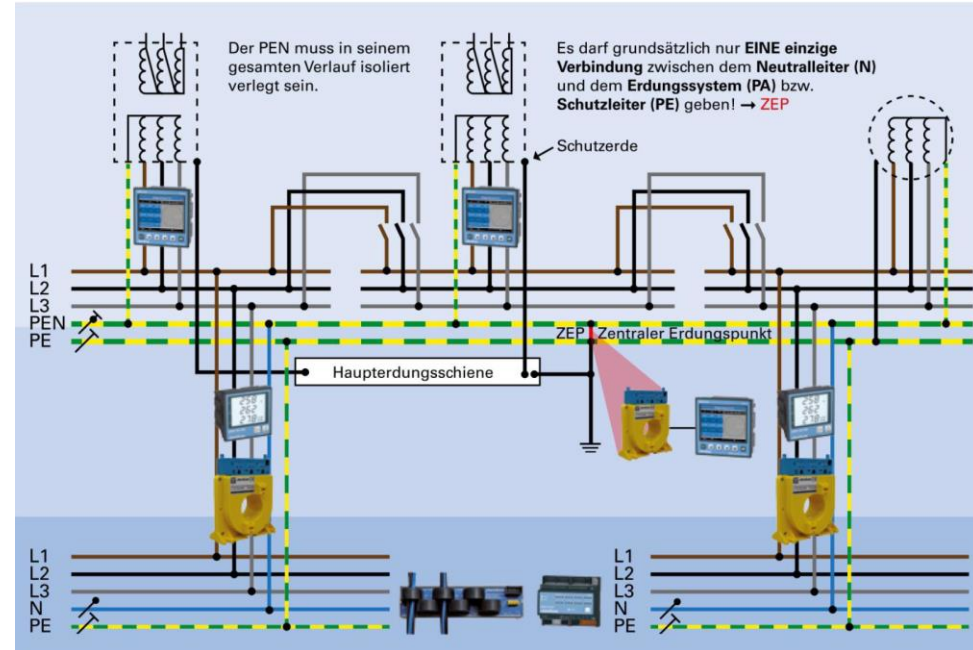 Der PEN muss in seinem
gesamten Verlauf isoliert
verlegt sein.
Es darf grundsätzlich nur EINE einzige
Verbindung zwischen dem Neutralleiter (N)
und dem Erdungssystem (PA) bzw.
Schutzleiter (PE) geben! → ZEP
Schutzerde
L1
L2
L3
PEN
PE
ZEP Zentraler Erdungspunkt
Haupterdungsschiene
L1
L2
L3
N
PE
L1
L2
L3
N
PE